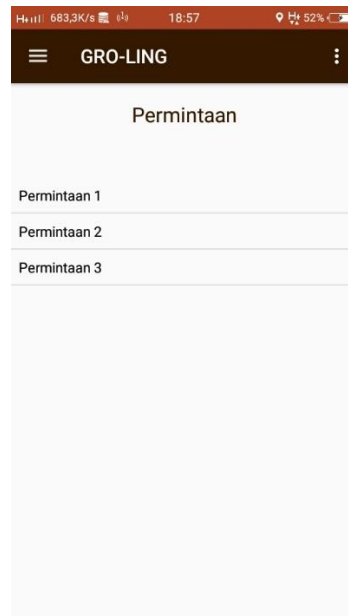 683,3K/s 18:57 52%
GRO-LING
Permintaan
Permintaan 1
Permintaan 2
Permintaan 3